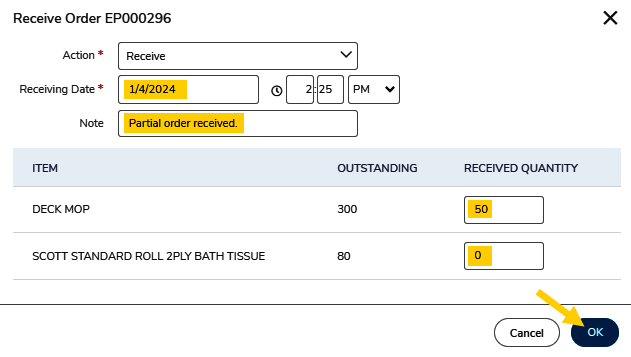 Receive Order EP000296
Action * Receive
Receiving Date * 1/4/2024 2:25 PM
Note Partial order received.
ITEM OUTSTANDING RECEIVED QUANTITY
DECK MOP 300 50
SCOTT STANDARD ROLL 2PLY BATH TISSUE 80 0
Cancel OK